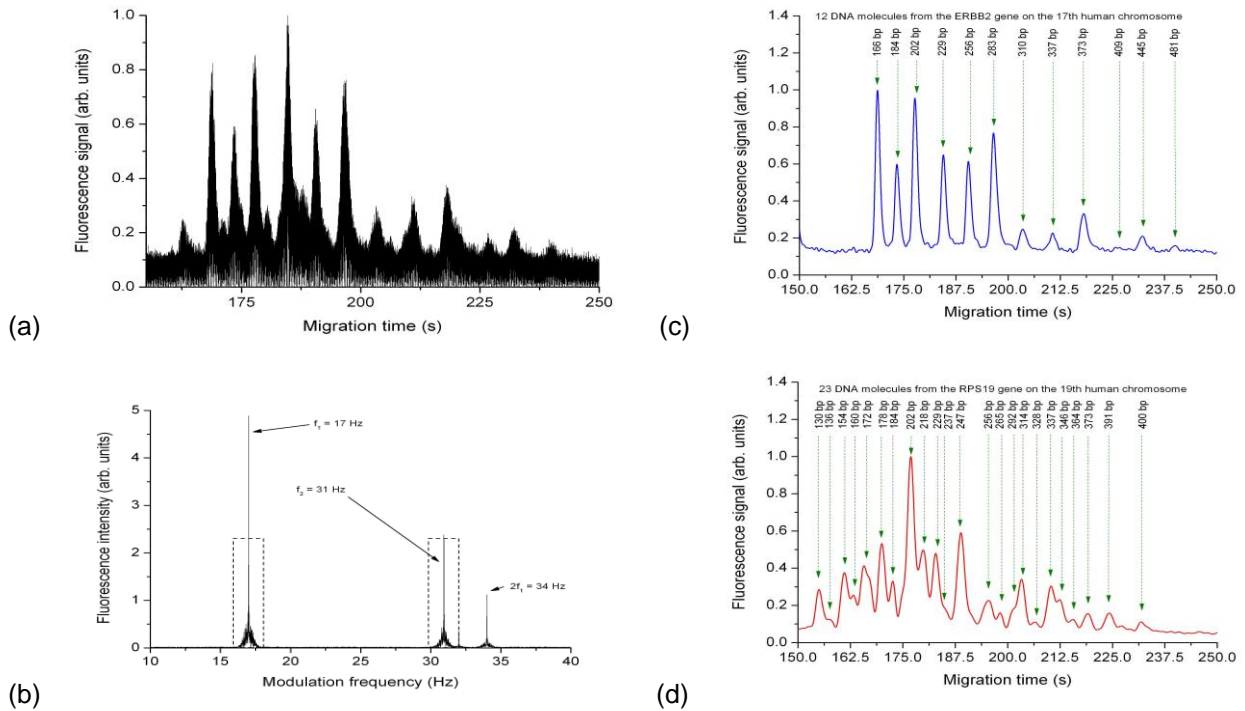 1.0
0.8
0.6
0.4
0.2
0.0
Fluorescence signal (arb. units)
175
200
225
250
Migration time (s)
(a)
5
4
3
2
1
0
Fluorescence intensity (arb. units)
f₁ = 17 Hz
f₂ = 31 Hz
2f₁ = 34 Hz
10
15
20
25
30
35
40
Modulation frequency (Hz)
(b)
12 DNA molecules from the ERBB2 gene on the 17th human chromosome
166 bp
184 bp
202 bp
229 bp
256 bp
283 bp
310 bp
337 bp
373 bp
409 bp
445 bp
481 bp
1.4
1.2
1.0
0.8
0.6
0.4
0.2
0.0
Fluorescence signal (arb. units)
150.0
162.5
175.0
187.5
200.0
212.5
225.0
237.5
250.0
Migration time (s)
(c)
23 DNA molecules from the RPS19 gene on the 19th human chromosome
130 bp
136 bp
154 bp
160 bp
172 bp
178 bp
184 bp
202 bp
218 bp
229 bp
237 bp
247 bp
256 bp
265 bp
292 bp
314 bp
328 bp
337 bp
346 bp
364 bp
373 bp
391 bp
400 bp
1.4
1.2
1.0
0.8
0.6
0.4
0.2
0.0
Fluorescence signal (arb. units)
150.0
162.5
175.0
187.5
200.0
212.5
225.0
237.5
250.0
Migration time (s)
(d)